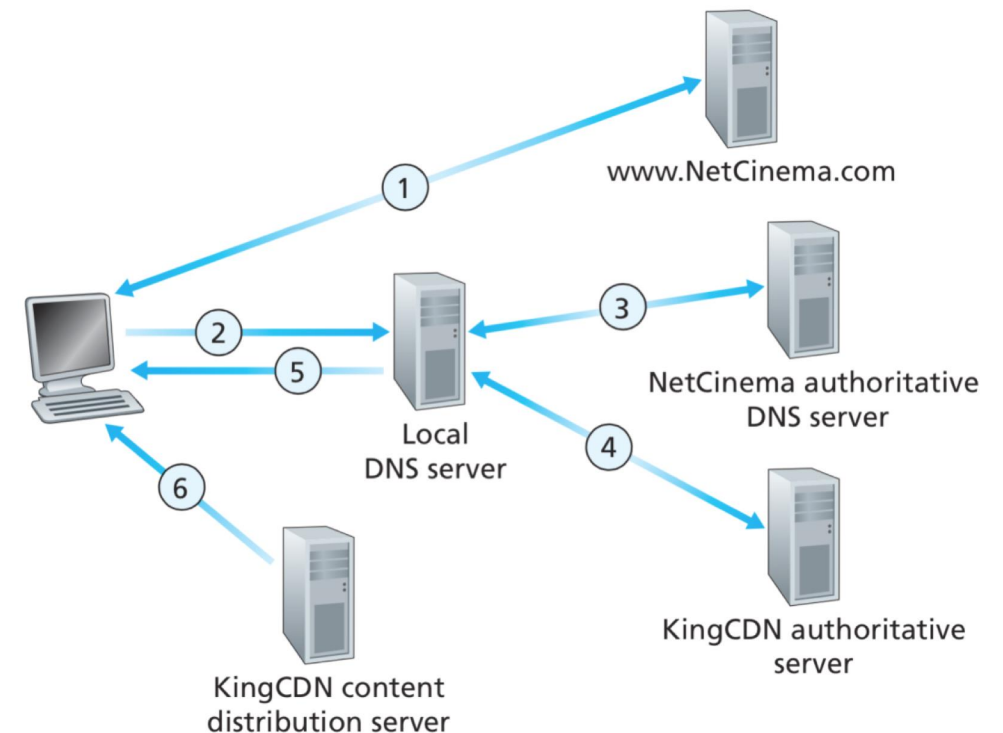 www.NetCinema.com
1
2
3
5
NetCinema authoritative
DNS server
Local
DNS server
4
6
KingCDN authoritative
server
KingCDN content
distribution server